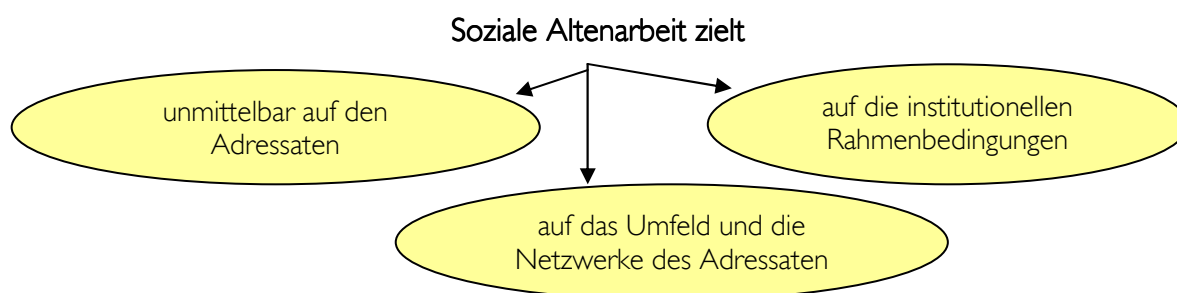 Soziale Altenarbeit zielt
unmittelbar auf den
Adressaten
auf die institutionellen
Rahmenbedingungen
auf das Umfeld und die
Netzwerke des Adressaten